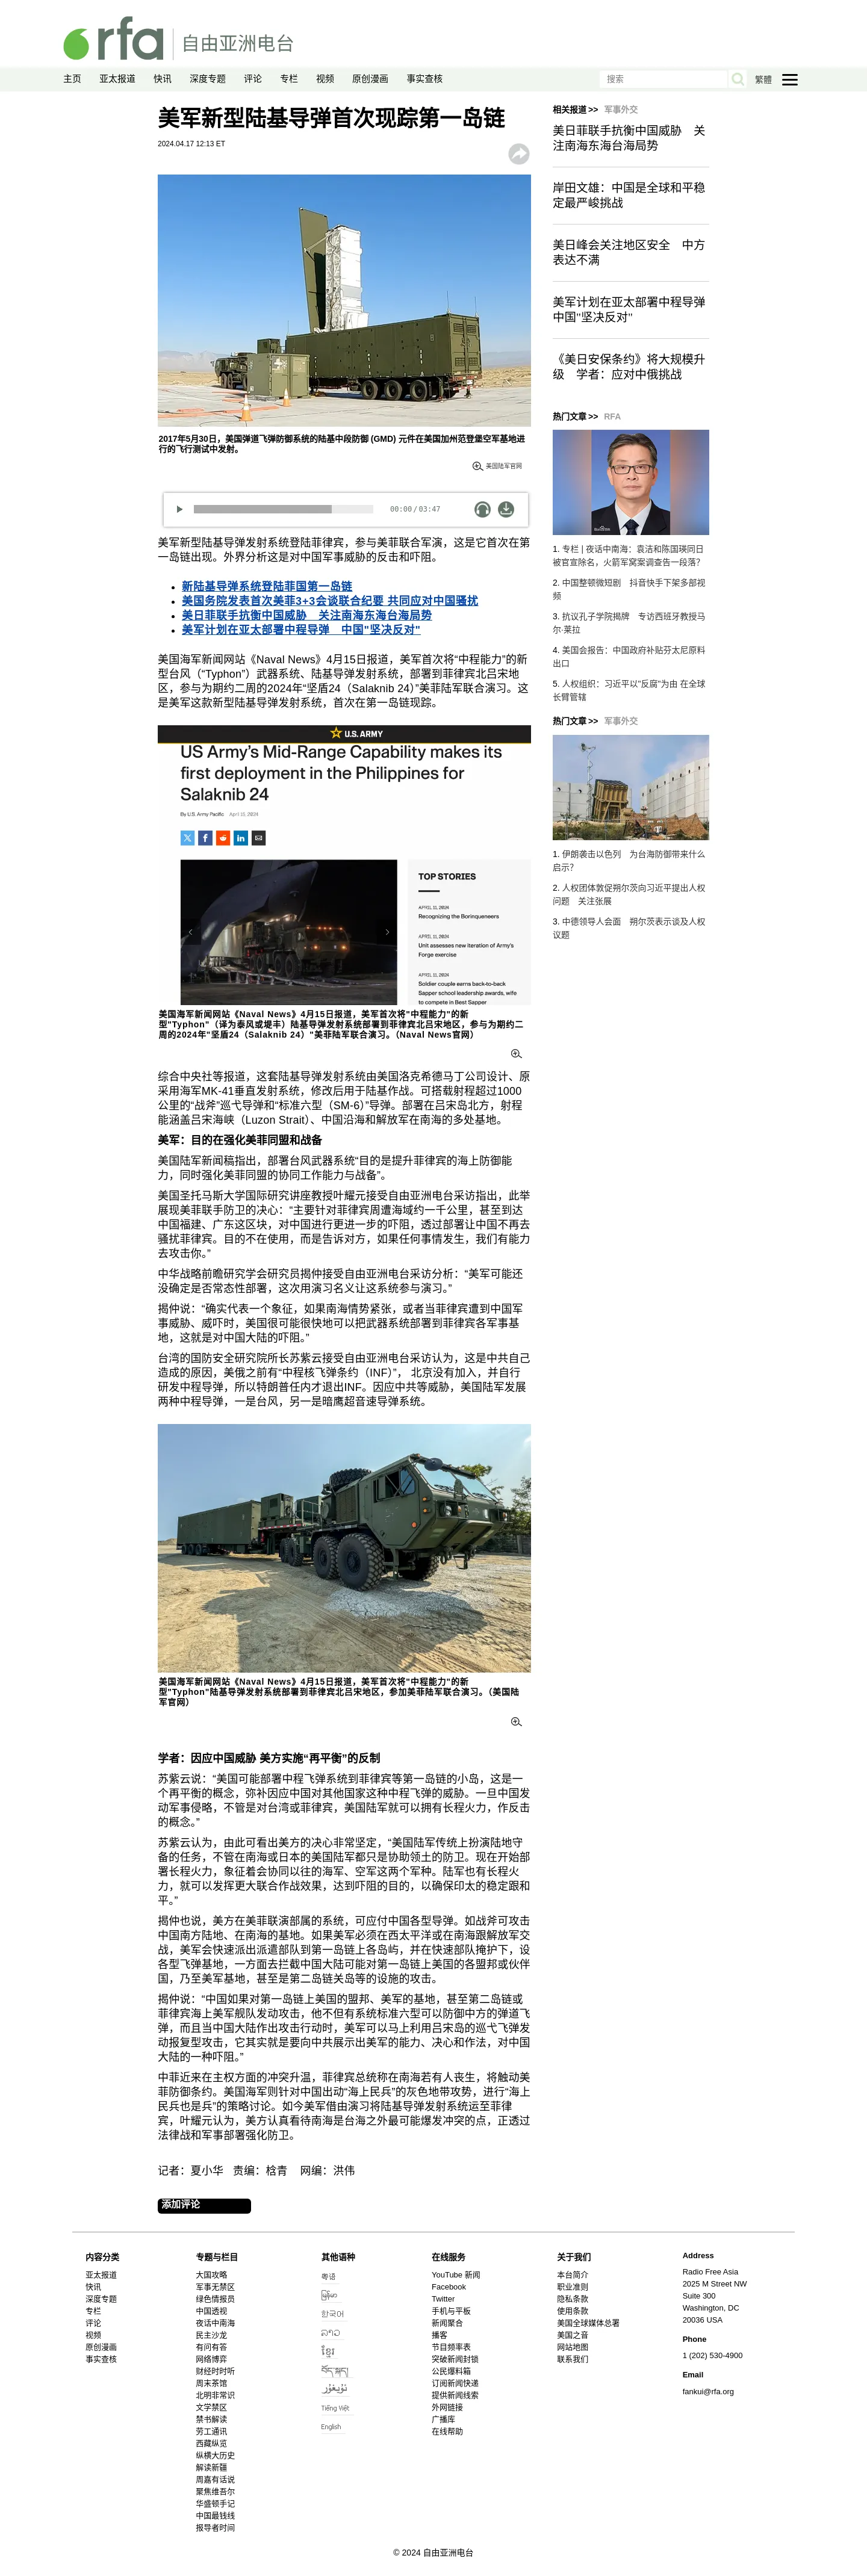 rfa 自由亚洲电台
主页 亚太报道 快讯 深度专题 评论 专栏 视频 原创漫画 事实查核 搜索 繁體
美军新型陆基导弹首次现踪第一岛链
2024.04.17 12:13 ET
2017年5月30日，美国弹道飞弹防御系统的陆基中段防御 (GMD) 元件在美国加州范登堡空军基地进
行的飞行测试中发射。
美国陆军官网
00:00 / 03:47
美军新型陆基导弹发射系统登陆菲律宾，参与美菲联合军演，这是它首次在第
一岛链出现。外界分析这是对中国军事威胁的反击和吓阻。
新陆基导弹系统登陆菲国第一岛链
美国务院发表首次美菲3+3会谈联合纪要 共同应对中国骚扰
美日菲联手抗衡中国威胁　关注南海东海台海局势
美军计划在亚太部署中程导弹　中国"坚决反对"
美国海军新闻网站《Naval News》4月15日报道，美军首次将“中程能力”的新
型台风（“Typhon”）武器系统、陆基导弹发射系统，部署到菲律宾北吕宋地
区，参与为期约二周的2024年“坚盾24（Salaknib 24）”美菲陆军联合演习。这
是美军这款新型陆基导弹发射系统，首次在第一岛链现踪。
U.S. ARMY
US Army’s Mid-Range Capability makes its
first deployment in the Philippines for
Salaknib 24
By U.S. Army Pacific April 15, 2024
TOP STORIES
APRIL 12, 2024
Recognizing the Borinqueneers
APRIL 12, 2024
Unit assesses new iteration of Army's
Forge exercise
APRIL 12, 2024
Soldier couple earns back-to-back
Sapper school leadership awards, wife
to compete in Best Sapper
美国海军新闻网站《Naval News》4月15日报道，美军首次将"中程能力"的新
型"Typhon"（译为泰风或堤丰）陆基导弹发射系统部署到菲律宾北吕宋地区，参与为期约二
周的2024年"坚盾24（Salaknib 24）"美菲陆军联合演习。（Naval News官网）
综合中央社等报道，这套陆基导弹发射系统由美国洛克希德马丁公司设计、原
采用海军MK-41垂直发射系统，修改后用于陆基作战。可搭载射程超过1000
公里的“战斧”巡弋导弹和“标准六型（SM-6）”导弹。部署在吕宋岛北方，射程
能涵盖吕宋海峡（Luzon Strait）、中国沿海和解放军在南海的多处基地。
美军：目的在强化美菲同盟和战备
美国陆军新闻稿指出，部署台风武器系统“目的是提升菲律宾的海上防御能
力，同时强化美菲同盟的协同工作能力与战备”。
美国圣托马斯大学国际研究讲座教授叶耀元接受自由亚洲电台采访指出，此举
展现美菲联手防卫的决心：“主要针对菲律宾周遭海域约一千公里，甚至到达
中国福建、广东这区块，对中国进行更进一步的吓阻，透过部署让中国不再去
骚扰菲律宾。目的不在使用，而是告诉对方，如果任何事情发生，我们有能力
去攻击你。”
中华战略前瞻研究学会研究员揭仲接受自由亚洲电台采访分析：“美军可能还
没确定是否常态性部署，这次用演习名义让这系统参与演习。”
揭仲说：“确实代表一个象征，如果南海情势紧张，或者当菲律宾遭到中国军
事威胁、威吓时，美国很可能很快地可以把武器系统部署到菲律宾各军事基
地，这就是对中国大陆的吓阻。”
台湾的国防安全研究院所长苏紫云接受自由亚洲电台采访认为，这是中共自己
造成的原因，美俄之前有“中程核飞弹条约（INF）”， 北京没有加入，并自行
研发中程导弹，所以特朗普任内才退出INF。因应中共等威胁，美国陆军发展
两种中程导弹，一是台风，另一是暗鹰超音速导弹系统。
美国海军新闻网站《Naval News》4月15日报道，美军首次将"中程能力"的新
型"Typhon"陆基导弹发射系统部署到菲律宾北吕宋地区，参加美菲陆军联合演习。（美国陆
军官网）
学者：因应中国威胁 美方实施“再平衡”的反制
苏紫云说：“美国可能部署中程飞弹系统到菲律宾等第一岛链的小岛，这是一
个再平衡的概念，弥补因应中国对其他国家这种中程飞弹的威胁。一旦中国发
动军事侵略，不管是对台湾或菲律宾，美国陆军就可以拥有长程火力，作反击
的概念。”
苏紫云认为，由此可看出美方的决心非常坚定，“美国陆军传统上扮演陆地守
备的任务，不管在南海或日本的美国陆军都只是协助领土的防卫。现在开始部
署长程火力，象征着会协同以往的海军、空军这两个军种。陆军也有长程火
力，就可以发挥更大联合作战效果，达到吓阻的目的，以确保印太的稳定跟和
平。”
揭仲也说，美方在美菲联演部属的系统，可应付中国各型导弹。如战斧可攻击
中国南方陆地、在南海的基地。如果美军必须在西太平洋或在南海跟解放军交
战，美军会快速派出派遣部队到第一岛链上各岛屿，并在快速部队掩护下，设
各型飞弹基地，一方面去拦截中国大陆可能对第一岛链上美国的各盟邦或伙伴
国，乃至美军基地，甚至是第二岛链关岛等的设施的攻击。
揭仲说：“中国如果对第一岛链上美国的盟邦、美军的基地，甚至第二岛链或
菲律宾海上美军舰队发动攻击，他不但有系统标准六型可以防御中方的弹道飞
弹，而且当中国大陆作出攻击行动时，美军可以马上利用吕宋岛的巡弋飞弹发
动报复型攻击，它其实就是要向中共展示出美军的能力、决心和作法，对中国
大陆的一种吓阻。”
中菲近来在主权方面的冲突升温，菲律宾总统称在南海若有人丧生，将触动美
菲防御条约。美国海军则针对中国出动“海上民兵”的灰色地带攻势，进行“海上
民兵也是兵”的策略讨论。如今美军借由演习将陆基导弹发射系统运至菲律
宾，叶耀元认为，美方认真看待南海是台海之外最可能爆发冲突的点，正透过
法律战和军事部署强化防卫。
记者：夏小华　责编：梒青　 网编：洪伟
添加评论
相关报道 >> 军事外交
美日菲联手抗衡中国威胁　关
注南海东海台海局势
岸田文雄：中国是全球和平稳
定最严峻挑战
美日峰会关注地区安全　中方
表达不满
美军计划在亚太部署中程导弹
中国"坚决反对"
《美日安保条约》将大规模升
级　学者：应对中俄挑战
热门文章 >> RFA
1. 专栏 | 夜话中南海：袁洁和陈国瑛同日
被官宣除名，火箭军窝案调查告一段落？
2. 中国整顿微短剧　抖音快手下架多部视
频
3. 抗议孔子学院揭牌　专访西班牙教授马
尔·莱拉
4. 美国会报告：中国政府补贴芬太尼原料
出口
5. 人权组织：习近平以"反腐"为由 在全球
长臂管辖
热门文章 >> 军事外交
1. 伊朗袭击以色列　为台海防御带来什么
启示？
2. 人权团体敦促朔尔茨向习近平提出人权
问题　关注张展
3. 中德领导人会面　朔尔茨表示谈及人权
议题
内容分类
亚太报道
快讯
深度专题
专栏
评论
视频
原创漫画
事实查核
专题与栏目
大国攻略
军事无禁区
绿色情报员
中国透视
夜话中南海
民主沙龙
有问有答
网络博弈
财经时时听
周末茶馆
北明非常识
文学禁区
禁书解读
劳工通讯
西藏纵览
纵横大历史
解读新疆
周嘉有话说
聚焦维吾尔
华盛顿手记
中国最钱线
报导者时间
其他语种
粤语
မြန်မာ
한국어
ລາວ
ខ្មែរ
བོད་སྐད།
ئۇيغۇر
Tiếng Việt
English
在线服务
YouTube 新闻
Facebook
Twitter
手机与平板
新闻聚合
播客
节目频率表
突破新闻封锁
公民爆料箱
订阅新闻快递
提供新闻线索
外网链接
广播库
在线帮助
关于我们
本台简介
职业准则
隐私条款
使用条款
美国全球媒体总署
美国之音
网站地图
联系我们
Address
Radio Free Asia
2025 M Street NW
Suite 300
Washington, DC
20036 USA
Phone
1 (202) 530-4900
Email
fankui@rfa.org
© 2024 自由亚洲电台